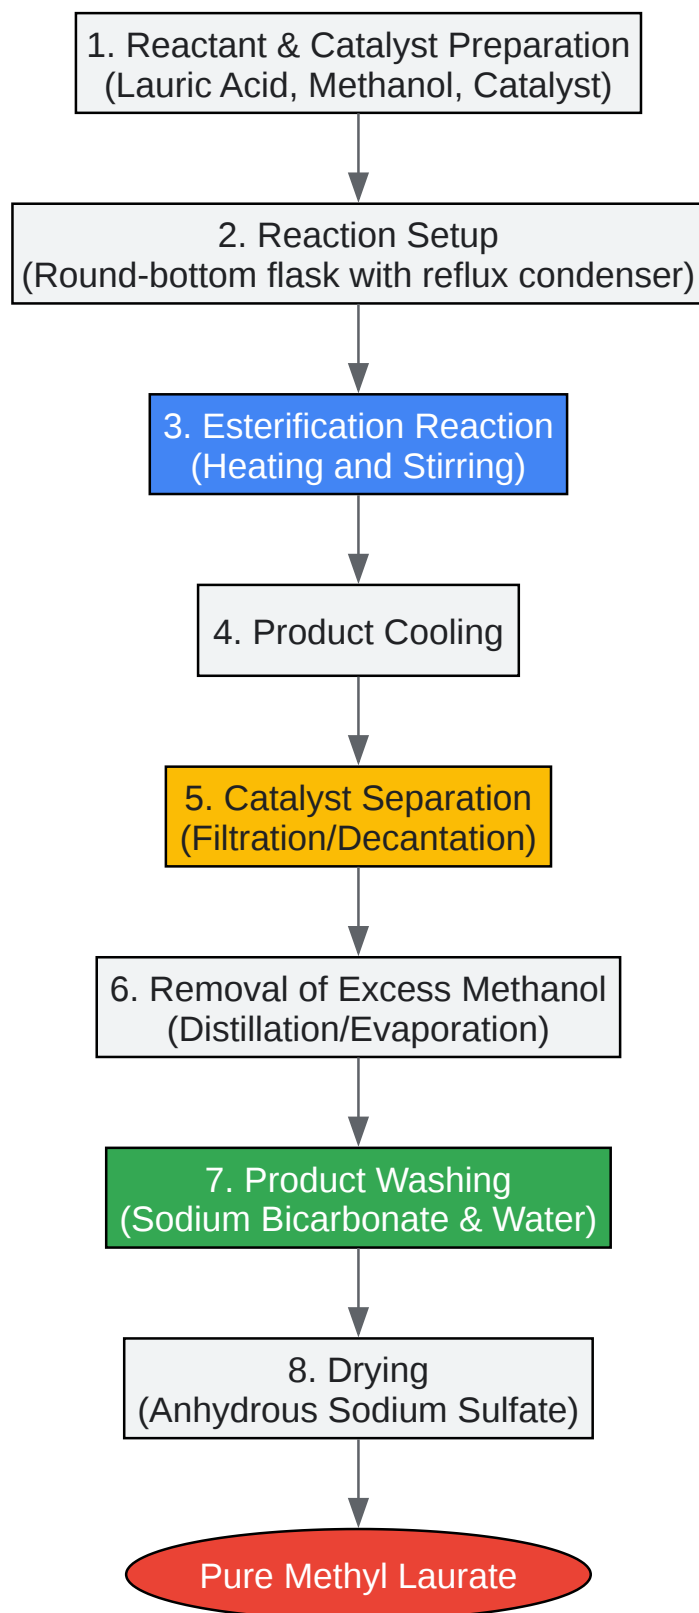 1. Reactant & Catalyst Preparation
(Lauric Acid, Methanol, Catalyst)
2. Reaction Setup
(Round-bottom flask with reflux condenser)
3. Esterification Reaction
(Heating and Stirring)
4. Product Cooling
5. Catalyst Separation
(Filtration/Decantation)
6. Removal of Excess Methanol
(Distillation/Evaporation)
7. Product Washing
(Sodium Bicarbonate & Water)
8. Drying
(Anhydrous Sodium Sulfate)
Pure Methyl Laurate